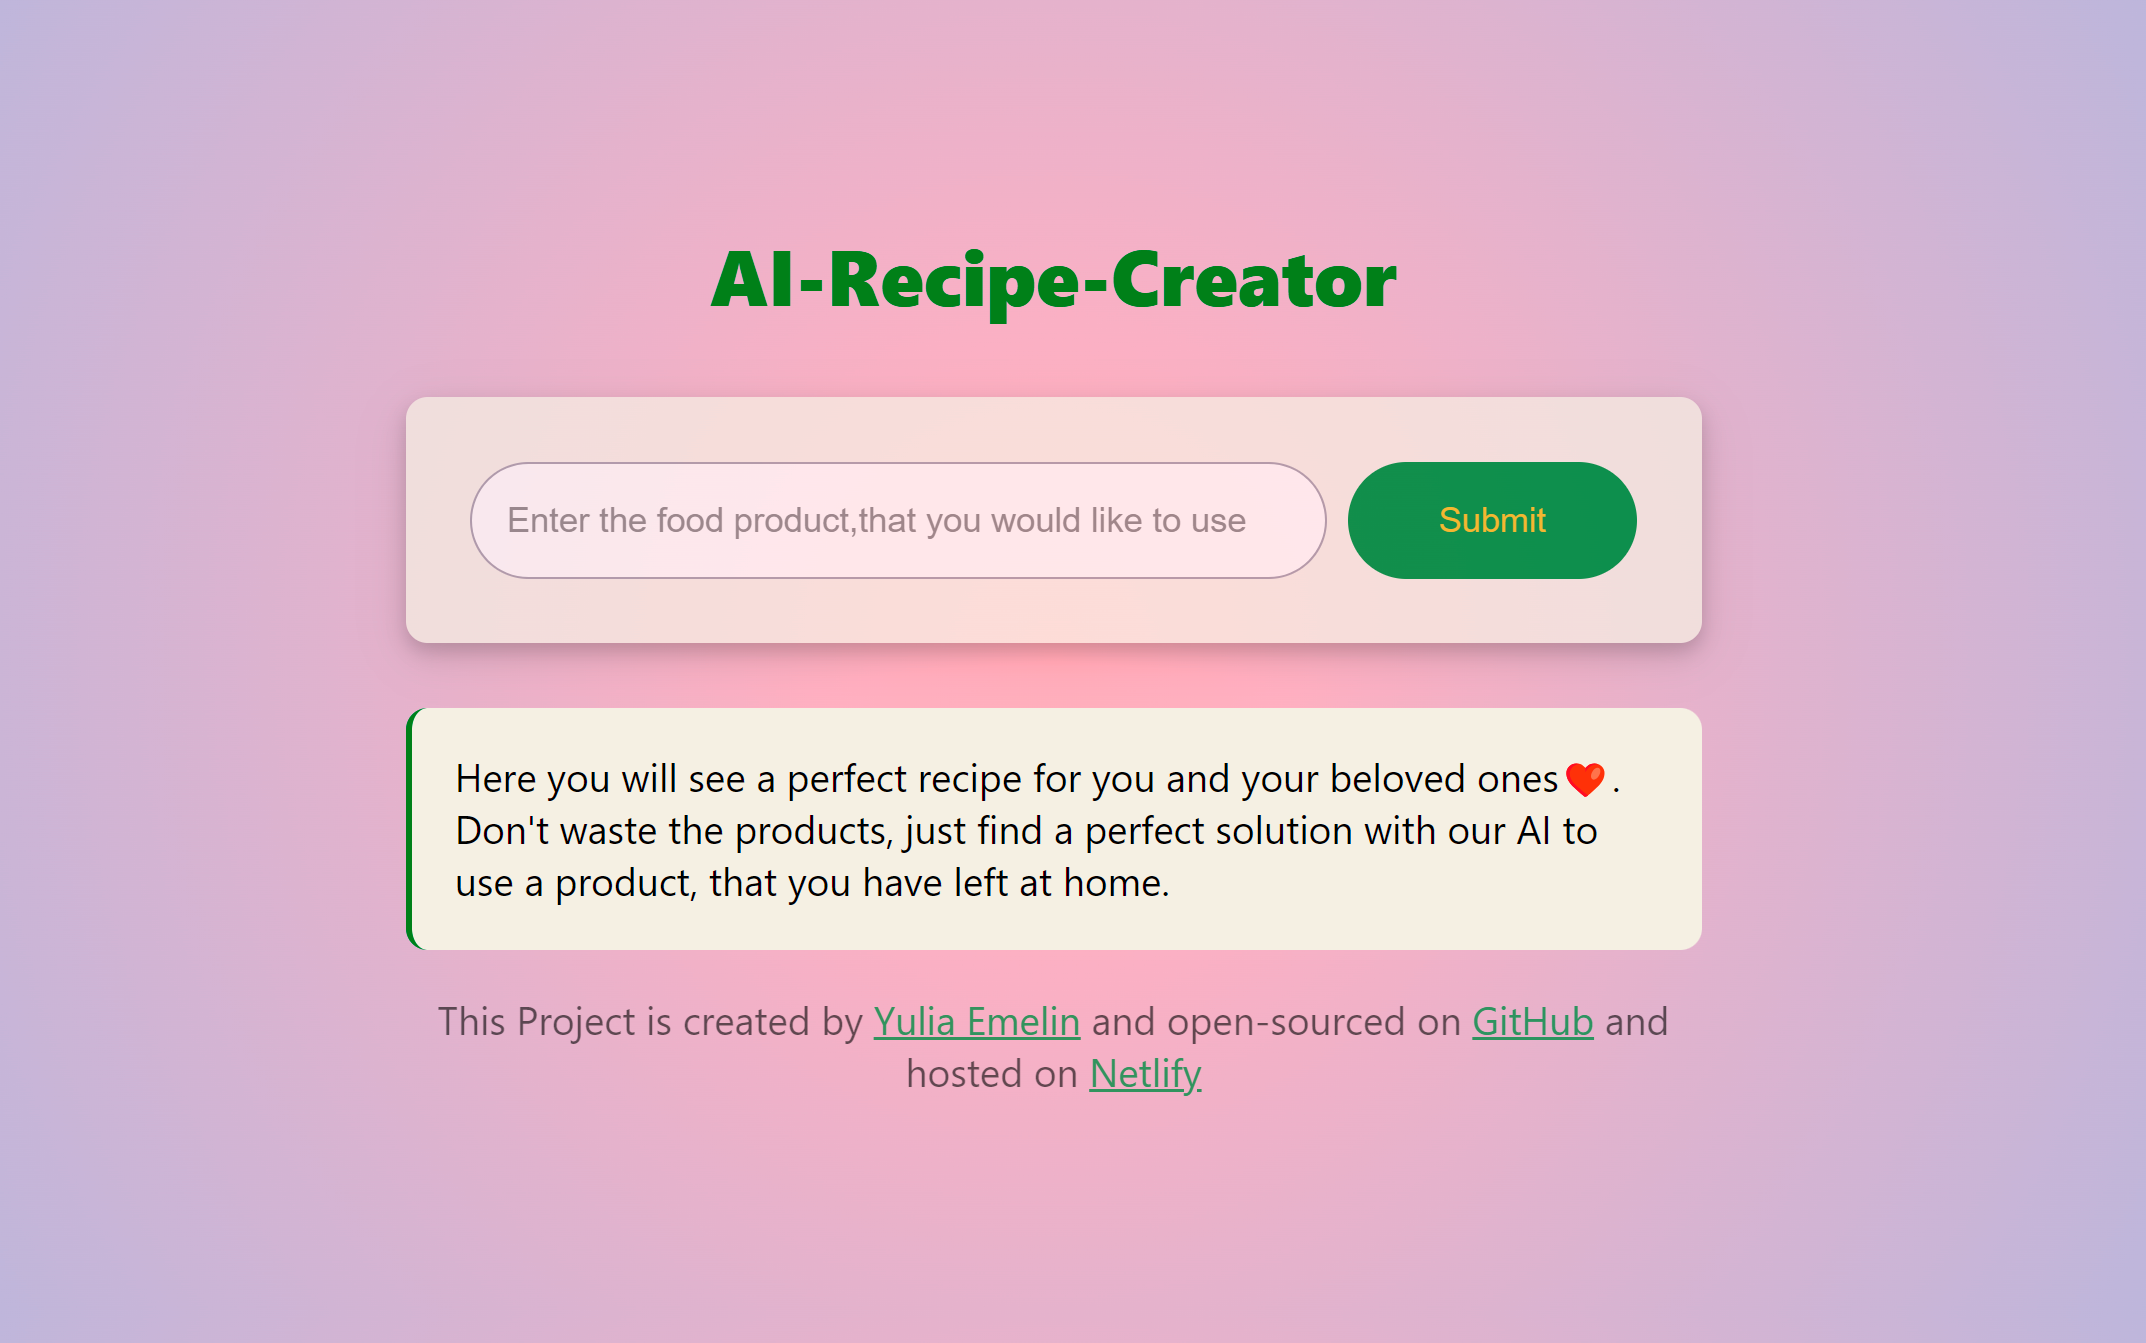 AI-Recipe-Creator
Enter the food product,that you would like to use
Submit
Here you will see a perfect recipe for you and your beloved ones❤️.
Don't waste the products, just find a perfect solution with our AI to
use a product, that you have left at home.
This Project is created by Yulia Emelin and open-sourced on GitHub and
hosted on Netlify